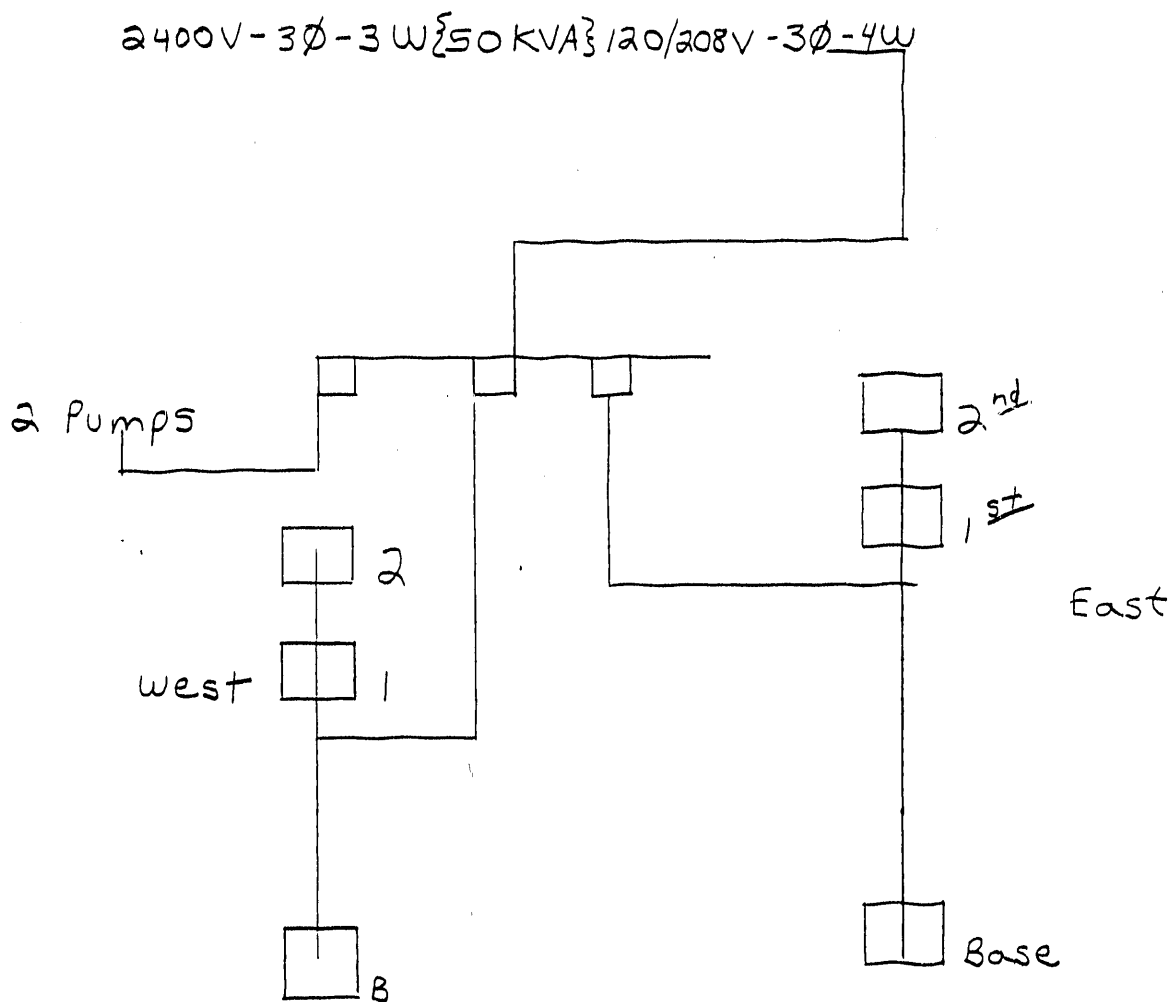 2400V-3Ø-3W{50KVA}120/208V-3Ø-4W
2 Pumps
2nd.
1st
2
East
West
1
Base
B